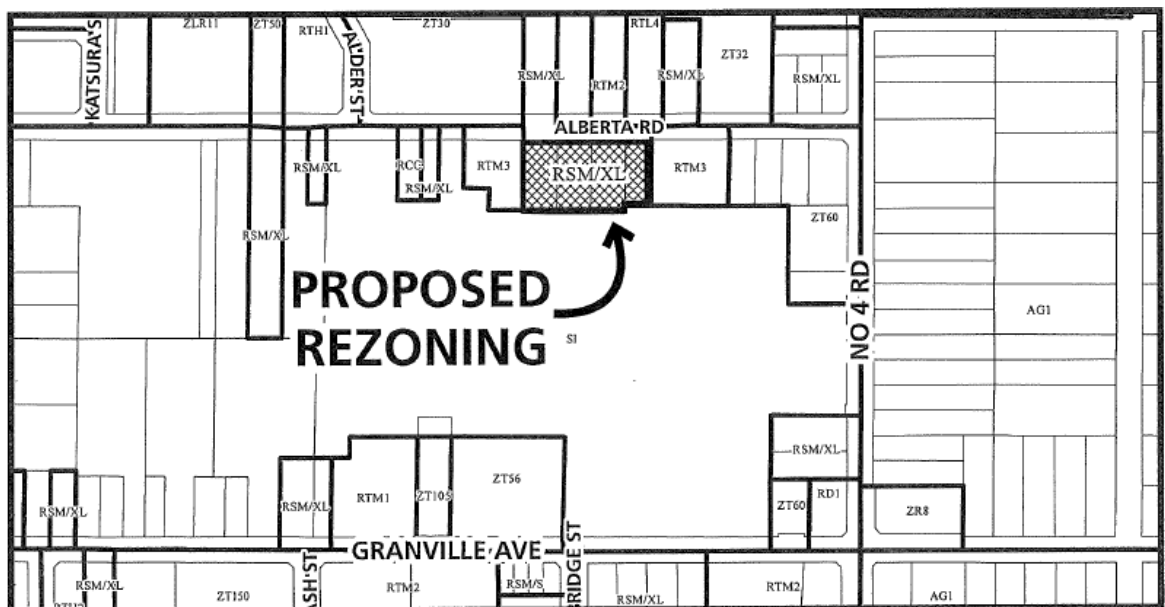 ZLR11
ZT50
RTH1
ZT30
RTL4
KATSURA'S
ALDER ST
RSM/XL
RTM2
RSM/XL
ZT32
RSM/XL
ALBERTA RD
RSM/XL
RCC
RSM/XL
RTM3
RSM/XL
RTM3
ZT60
RSM/XL
PROPOSED
REZONING
SI
NO 4 RD
AG1
RSM/XL
RSM/XL
RSM/XL
RTM1
ZT105
ZT56
ZT60
RD1
ZR8
GRANVILLE AVE
BRIDGE ST
ASH ST
RSM/XL
ZT150
RTM2
RSM/S
RSM/XL
RTM2
AG1